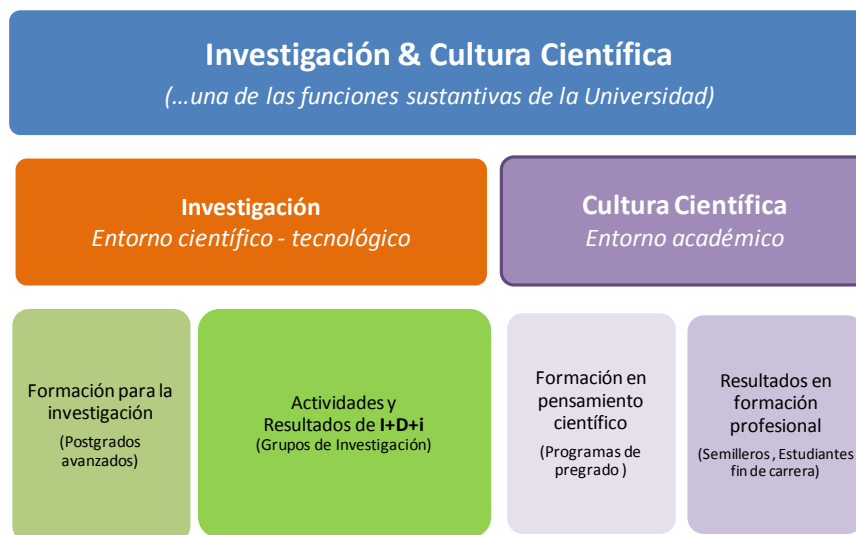 Investigación & Cultura Científica
(...una de las funciones sustantivas de la Universidad)
Investigación
Entorno científico - tecnológico
Cultura Científica
Entorno académico
Formación para la
investigación
(Postgrados
avanzados)
Actividades y
Resultados de I+D+i
(Grupos de Investigación)
Formación en
pensamiento
científico
(Programas de
pregrado )
Resultados en
formación
profesional
(Semilleros , Estudiantes
fin de carrera)